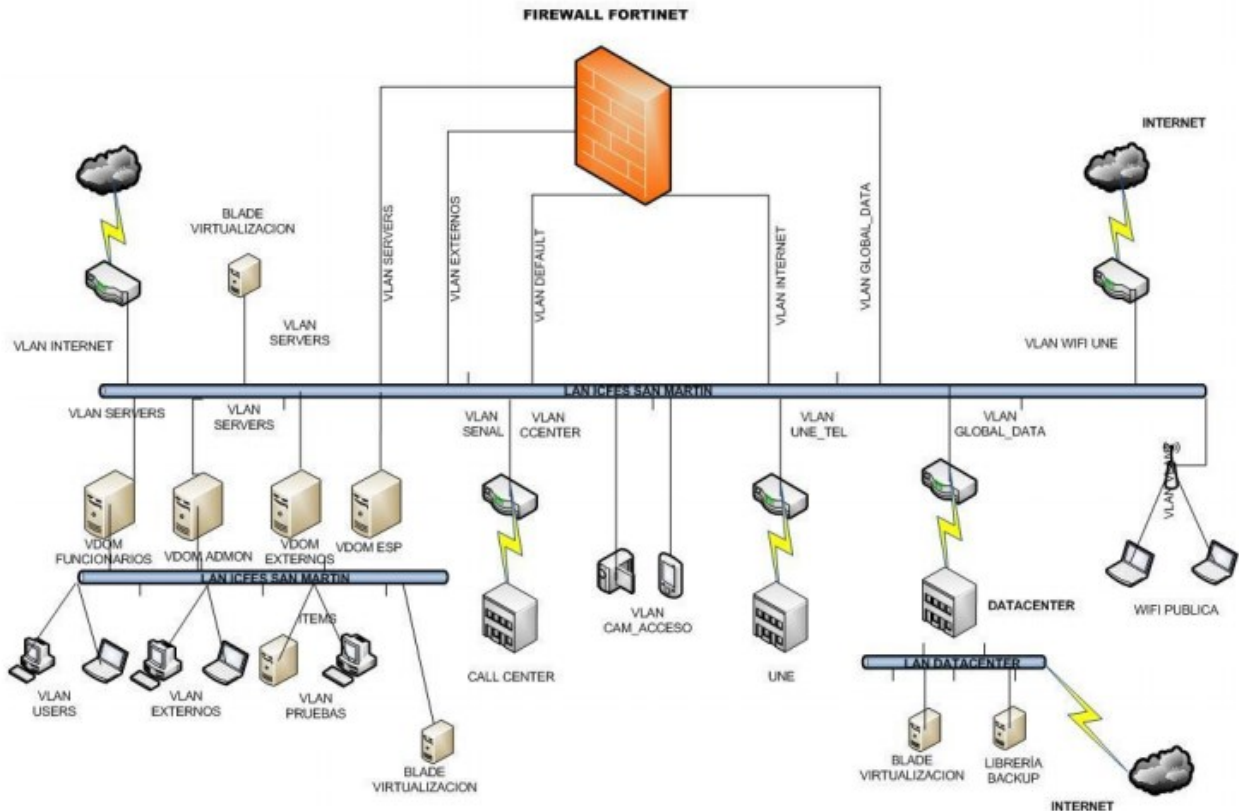 FIREWALL FORTINET
INTERNET
BLADE
VIRTUALIZACION
VLAN SERVERS
VLAN EXTERNOS
VLAN DEFAULT
VLAN INTERNET
VLAN GLOBAL_DATA
VLAN INTERNET
VLAN
SERVERS
VLAN WIFI UNE
LAN ICFES SAN MARTIN
VLAN SERVERS
VLAN
SERVERS
VLAN
SENAL
VLAN
CCENTER
VLAN
UNE_TEL
VLAN
GLOBAL_DATA
VLAN
VDOM
FUNCIONARIOS
VDOM ADMON
VDOM
EXTERNOS
VDOM ESP
LAN ICFES SAN MARTIN
ITEMS
VLAN
USERS
VLAN
EXTERNOS
VLAN
PRUEBAS
BLADE
VIRTUALIZACION
CALL CENTER
VLAN
CAM_ACCESO
UNE
DATACENTER
WIFI PUBLICA
LAN DATACENTER
BLADE
VIRTUALIZACION
LIBRERÍA
BACKUP
INTERNET